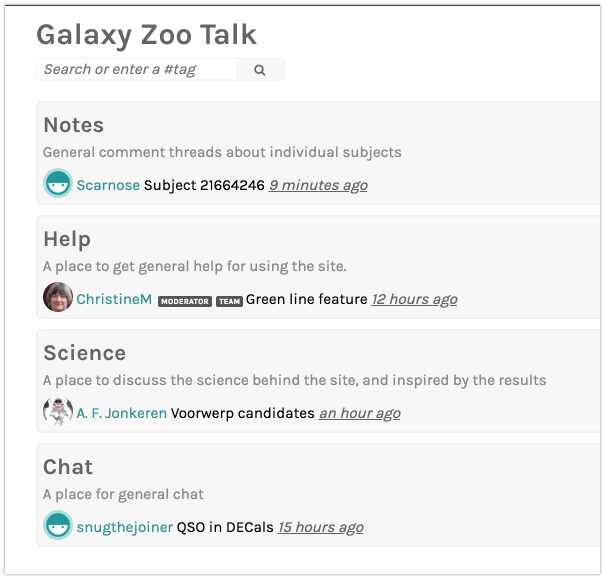 Galaxy Zoo Talk
Search or enter a #tag
Notes
General comment threads about individual subjects
Scarnose Subject 21664246 9 minutes ago
Help
A place to get general help for using the site.
ChristineM MODERATOR TEAM Green line feature 12 hours ago
Science
A place to discuss the science behind the site, and inspired by the results
A. F. Jonkeren Voorwerp candidates an hour ago
Chat
A place for general chat
snugthejoiner QSO in DECals 15 hours ago